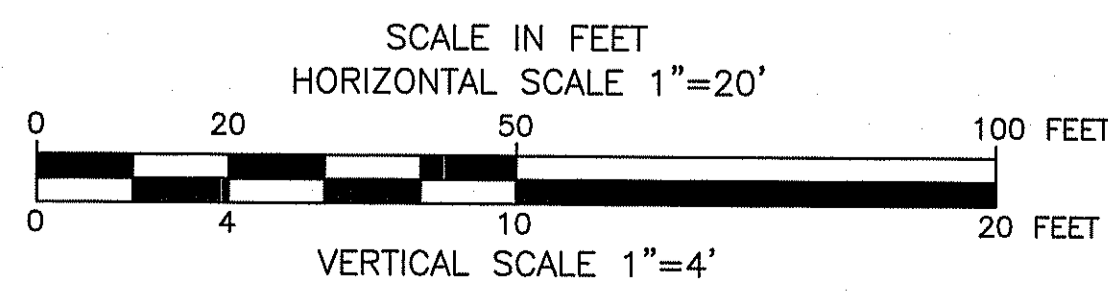 SCALE IN FEET
HORIZONTAL SCALE 1"=20'
0 20 50 100 FEET
0 4 10 20 FEET
VERTICAL SCALE 1"=4'